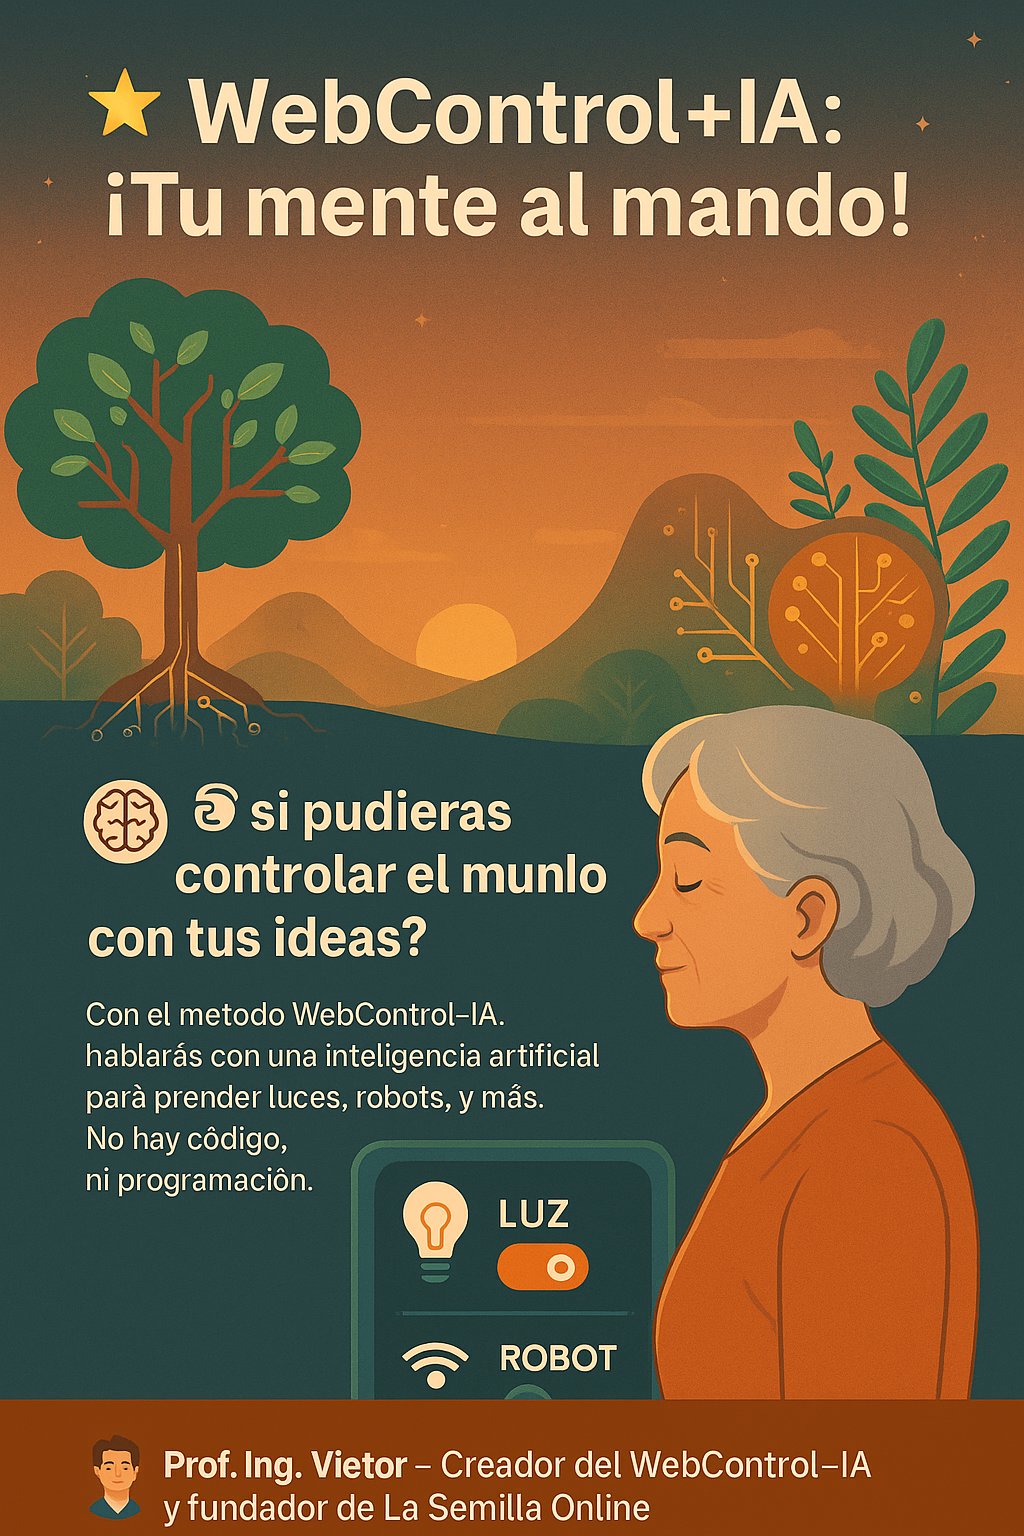 WebControl+IA:
¡Tu mente al mando!
si pudieras
controlar el munlo
con tus ideas?
Con el metodo WebControl–IA.
hablarás con una inteligencia artificial
parà prender luces, robots, y más.
No hay côdigo,
ni programaciôn.
LUZ
ROBOT
Prof. Ing. Vietor – Creador del WebControl–IA
y fundador de La Semilla Online